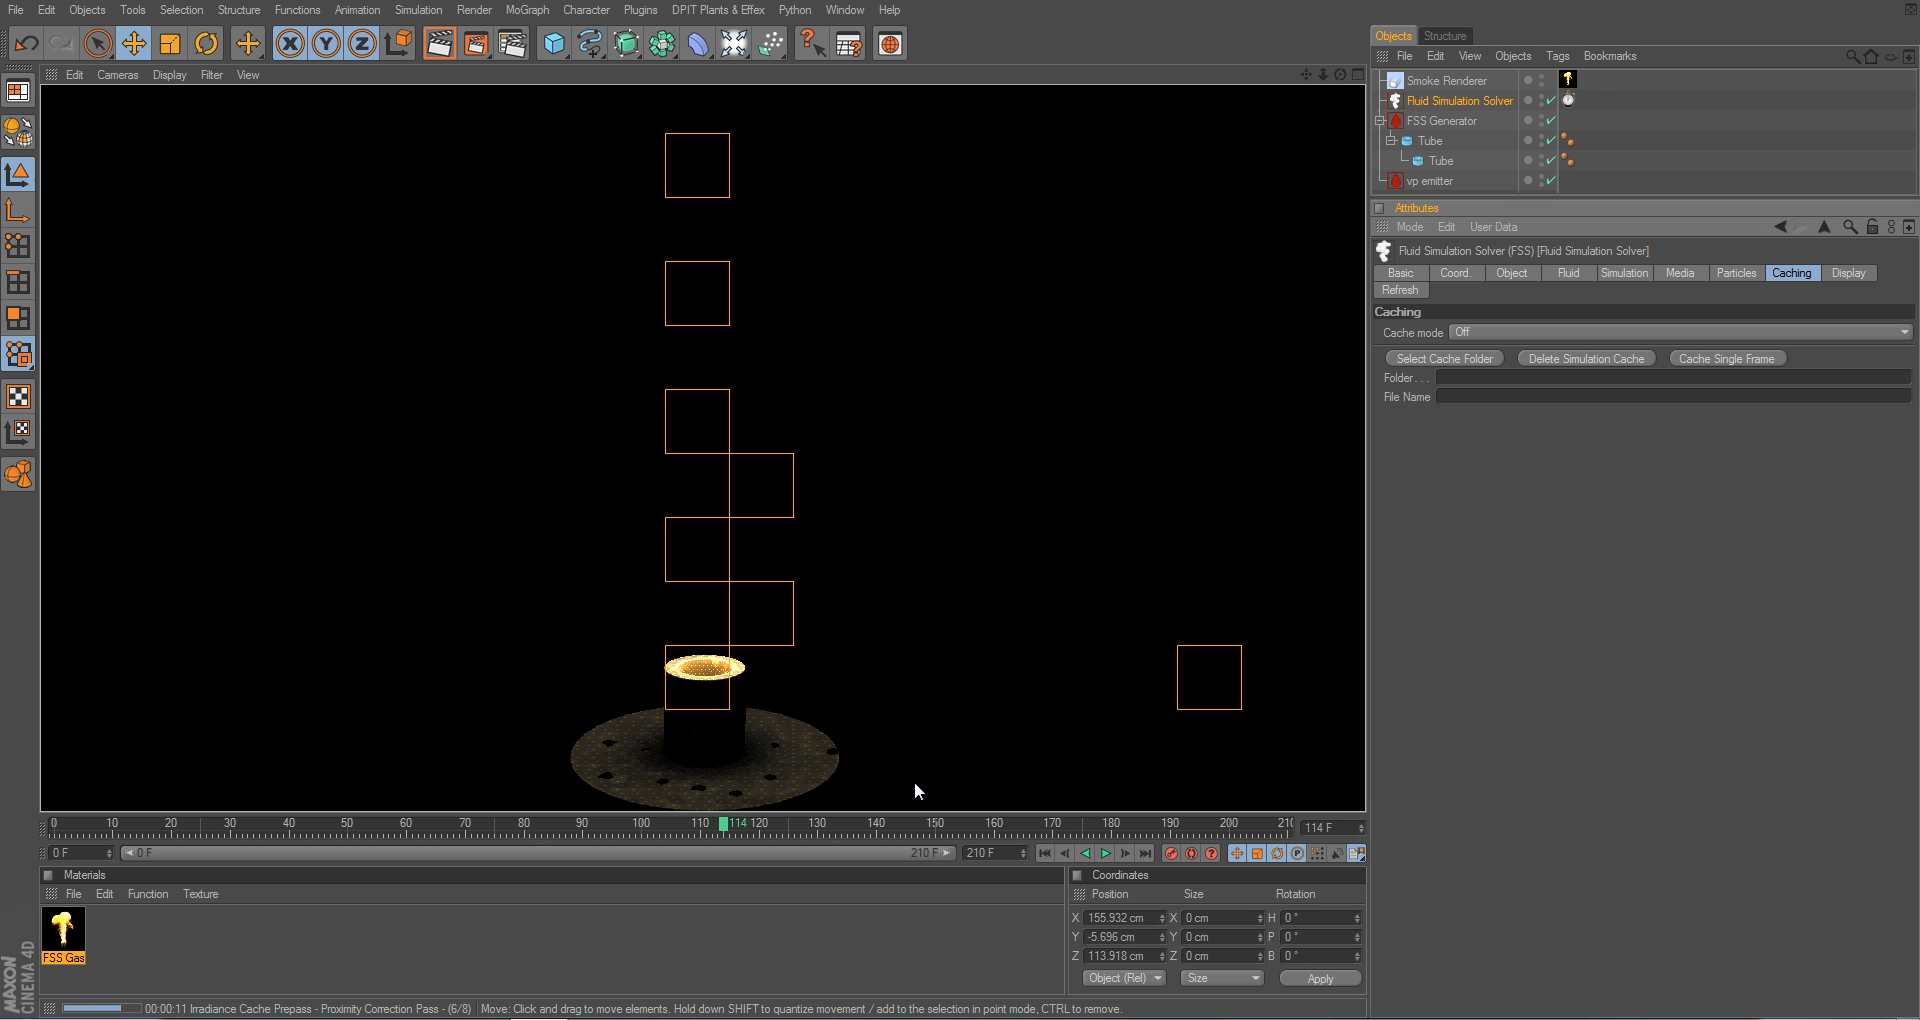 File Edit Objects Tools Selection Structure Functions Animation Simulation Render MoGraph Character Plugins DPIT Plants & Effex Python Window Help
Edit Cameras Display Filter View
Objects Structure
File Edit View Objects Tags Bookmarks
Smoke Renderer
Fluid Simulation Solver
FSS Generator
Tube
Tube
vp emitter
Attributes
Mode Edit User Data
Fluid Simulation Solver (FSS) [Fluid Simulation Solver]
Basic Coord. Object Fluid Simulation Media Particles Caching Display
Refresh
Caching
Cache mode Off
Select Cache Folder Delete Simulation Cache Cache Single Frame
Folder . . .
File Name
0 10 20 30 40 50 60 70 80 90 100 110 114 120 130 140 150 160 170 180 190 200 210 114 F
0 F 0 F 210 F 210 F
Materials
File Edit Function Texture
FSS Gas
Coordinates
Position Size Rotation
X 155.932 cm X 0 cm H 0 °
Y -5.696 cm Y 0 cm P 0 °
Z 113.918 cm Z 0 cm B 0 °
Object (Rel) Size Apply
MAXON
CINEMA 4D
00:00:11 Irradiance Cache Prepass - Proximity Correction Pass - (6/8) Move: Click and drag to move elements. Hold down SHIFT to quantize movement / add to the selection in point mode, CTRL to remove.